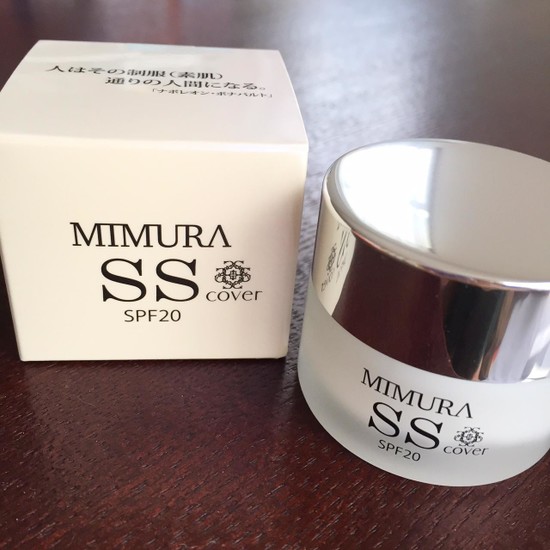 人はその制服(素肌)
通りの人間になる。
「ナポレオン・ボナパルト」
MIMURA
SS
cover
SPF20
MIMURA
SS
cover
SPF20